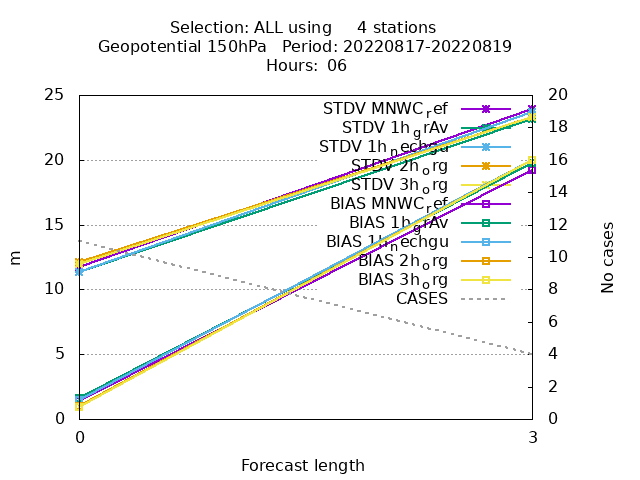 Selection: ALL using 4 stations
Geopotential 150hPa Period: 20220817-20220819
Hours: 06
25
20
15
10
5
0
m
20
18
16
14
12
10
8
6
4
2
0
No cases
STDV MNWC_ref
STDV 1h_grAv
STDV 1h_nechgu
STDV 2h_org
STDV 3h_org
BIAS MNWC_ref
BIAS 1h_grAv
BIAS 1h_nechgu
BIAS 2h_org
BIAS 3h_org
CASES
0 3
Forecast length